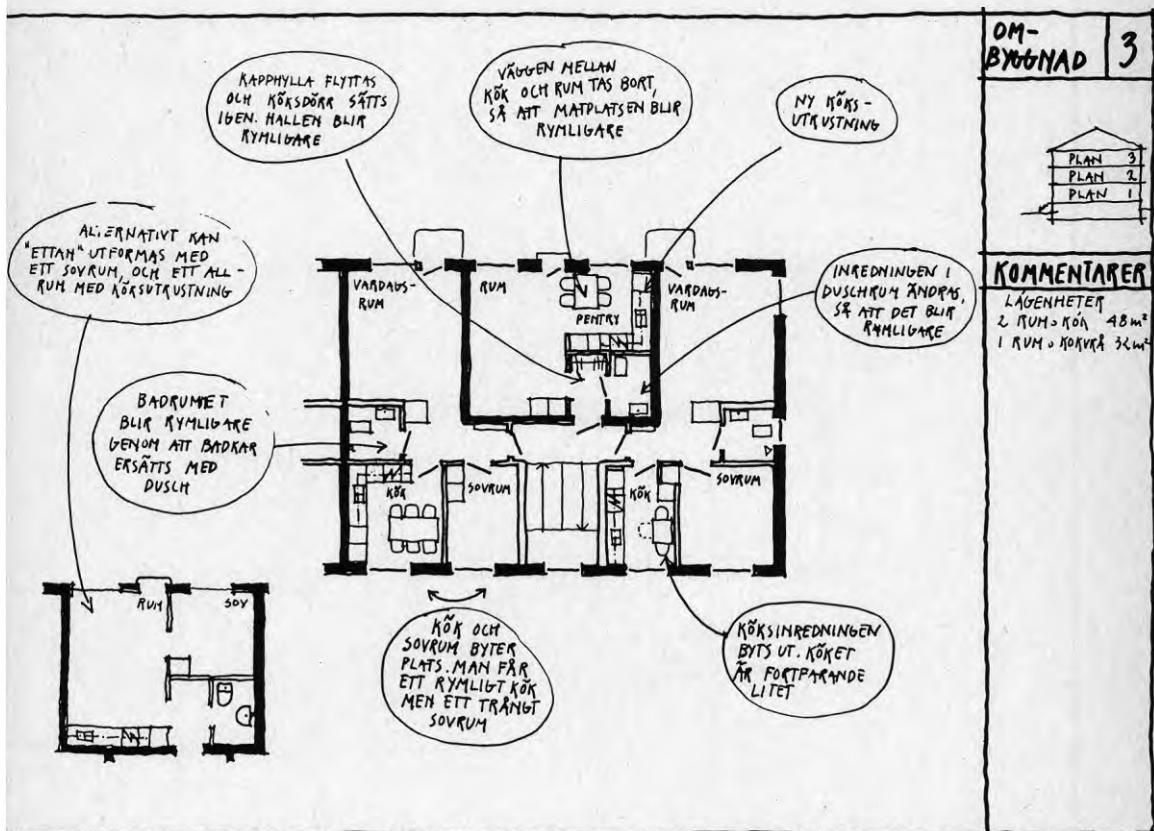 OM-
BYGGNAD
3
PLAN 3
PLAN 2
PLAN 1
KOMMENTARER
LÄGENHETER
2 RUM o KÖK 48 m²
1 RUM o KOKVRÅ m²
KAPPHYLLA FLYTTAS
OCH KÖKSDÖRR SÄTTS
IGEN. HALLEN BLIR
RYMLIGARE
VÄGGEN MELLAN
KÖK OCH RUM TAS BORT,
SÅ ATT MATPLATSEN BLIR
RYMLIGARE
NY KÖKS-
UTRUSTNING
ALTERNATIVT KAN
"ETTAN" UTFORMAS MED
ETT SOVRUM, OCH ETT ALL-
RUM MED KÖKSUTRUSTNING
INREDNINGEN I
DUSCHRUM ÄNDRAS,
SÅ ATT DET BLIR
RYMLIGARE
BADRUMMET
BLIR RYMLIGARE
GENOM ATT BADKAR
ERSÄTTS MED
DUSCH
VARDAGS-
RUM
RUM
PENTRY
VARDAGS-
RUM
KÖK
SOVRUM
KÖK
SOVRUM
RUM
SOV
KÖK OCH
SOVRUM BYTER
PLATS. MAN FÅR
ETT RYMLIGT KÖK
MEN ETT TRÅNGT
SOVRUM
KÖKSINREDNINGEN
BYTS UT. KÖKET
ÄR FORTFARANDE
LITET